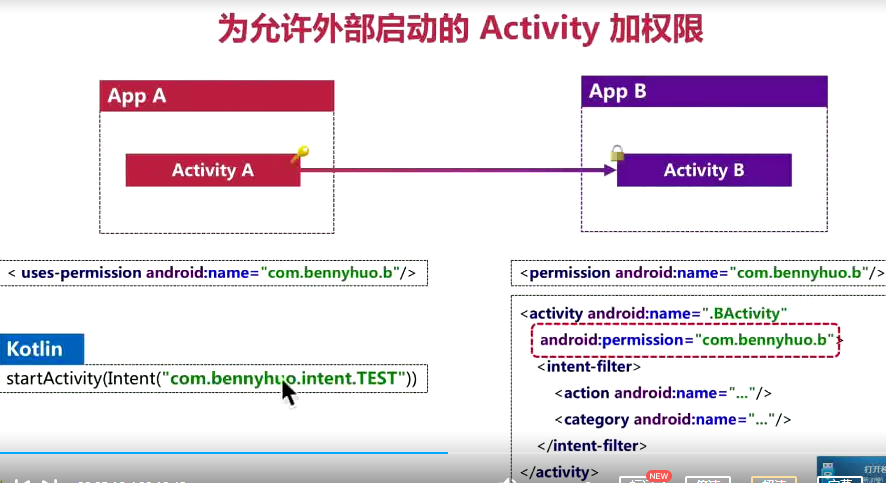 为允许外部启动的 Activity 加权限
App A
App B
Activity A
Activity B
< uses-permission android:name="com.bennyhuo.b"/>
<permission android:name="com.bennyhuo.b"/>
<activity android:name=".BActivity"
android:permission="com.bennyhuo.b">
<intent-filter>
<action android:name="..."/>
<category android:name="..."/>
</intent-filter>
</activity>
Kotlin
startActivity(Intent("com.bennyhuo.intent.TEST"))
NEW